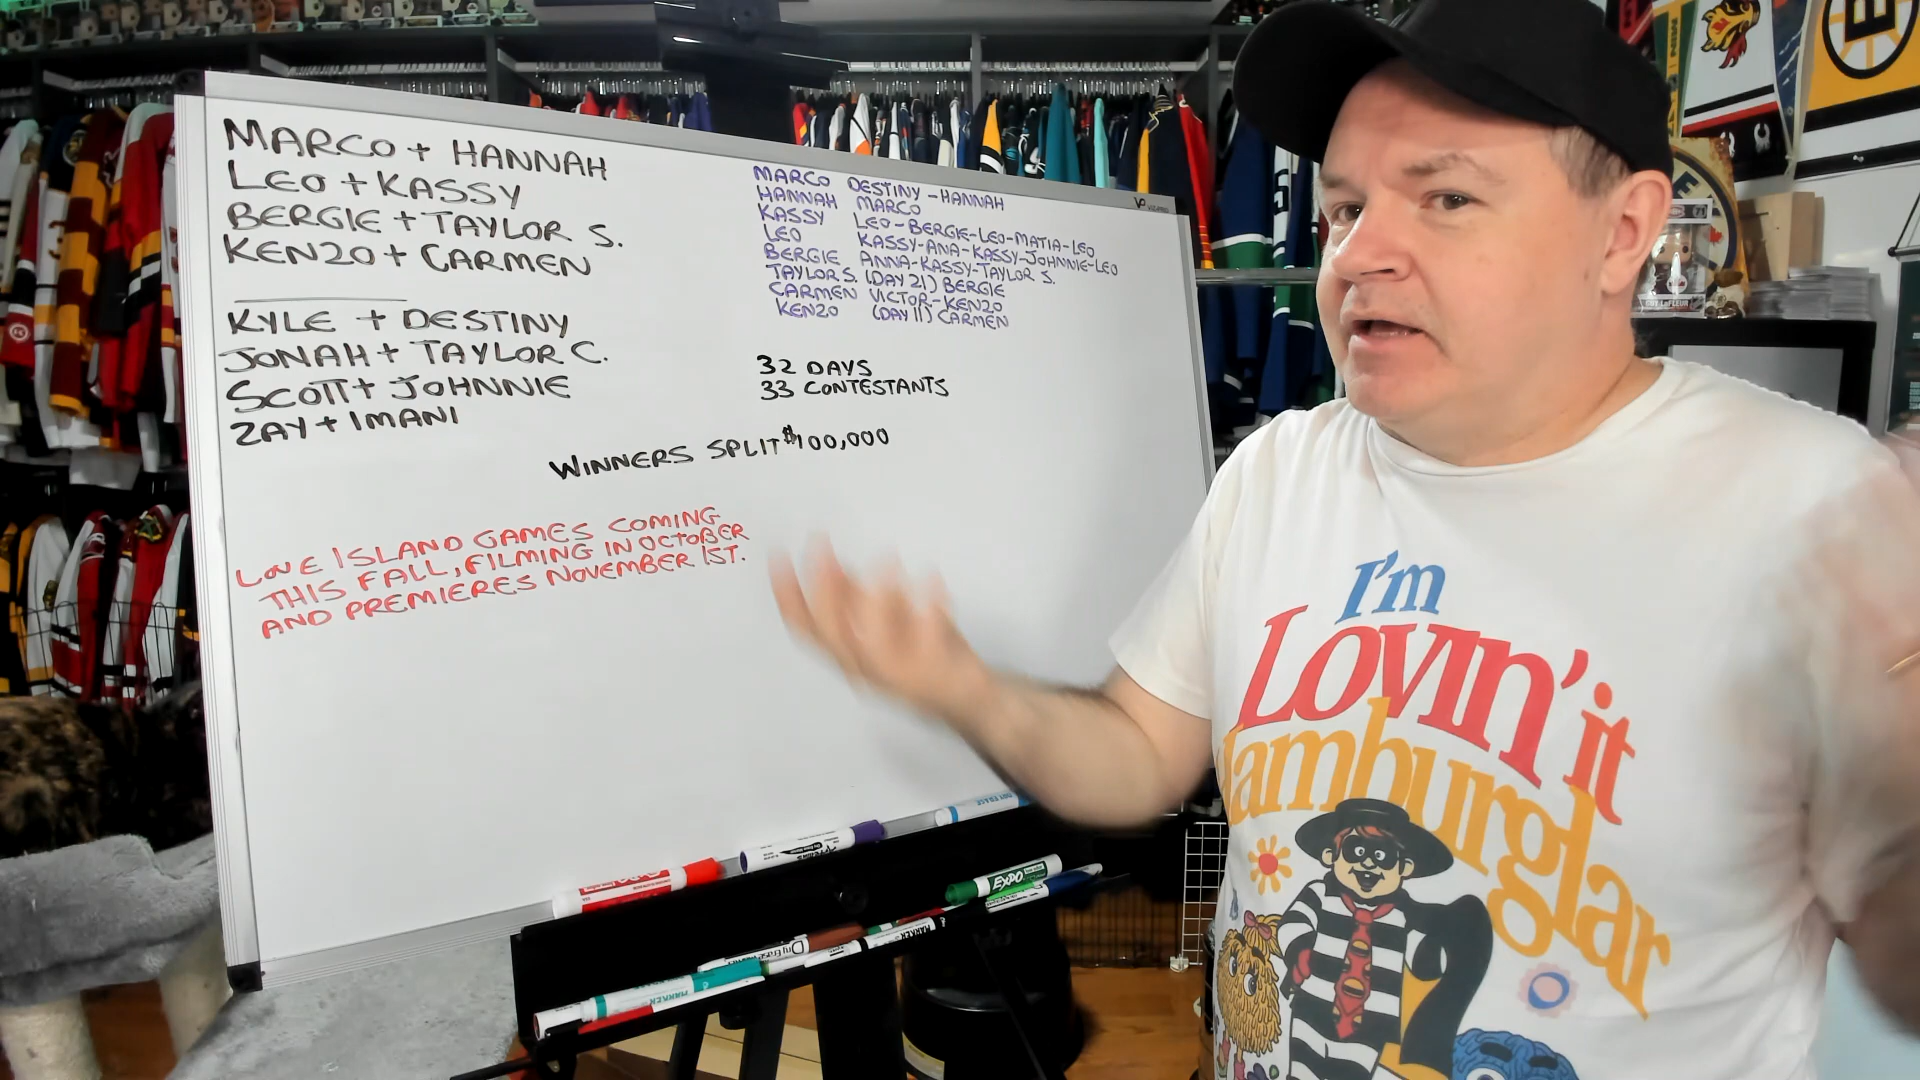 MARCO + HANNAH
LEO + KASSY
BERGIE + TAYLOR S.
KENZO + CARMEN
KYLE + DESTINY
JONAH + TAYLOR C.
SCOTT + JOHNNIE
ZAY + IMANI
MARCO DESTINY - HANNAH
HANNAH MARCO
KASSY LEO - BERGIE - LEO - MATIA - LEO
LEO KASSY - ANA - KASSY - JOHNNIE - LEO
BERGIE ANNA - KASSY - TAYLOR S.
TAYLOR S. (DAY 21) BERGIE
CARMEN VICTOR - KENZO
KENZO (DAY 11) CARMEN
32 DAYS
33 CONTESTANTS
WINNERS SPLIT $100,000
LOVE ISLAND GAMES COMING
THIS FALL, FILMING IN OCTOBER
AND PREMIERES NOVEMBER 1ST.
I'm
Lovin' it
Hamburglar
EXPO
MARKER
MARKER